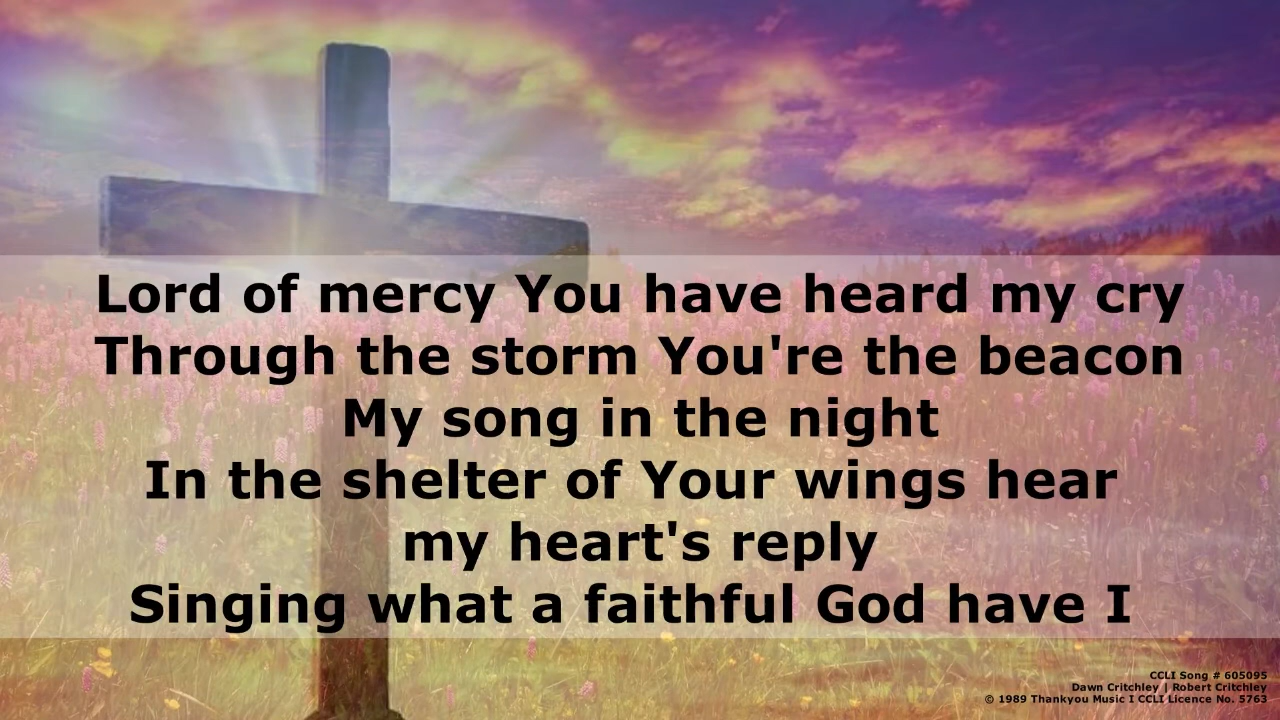 Lord of mercy You have heard my cry
Through the storm You're the beacon
My song in the night
In the shelter of Your wings hear
my heart's reply
Singing what a faithful God have I
CCLI Song # 605095
Dawn Critchley | Robert Critchley
© 1989 Thankyou Music I CCLI Licence No. 5763